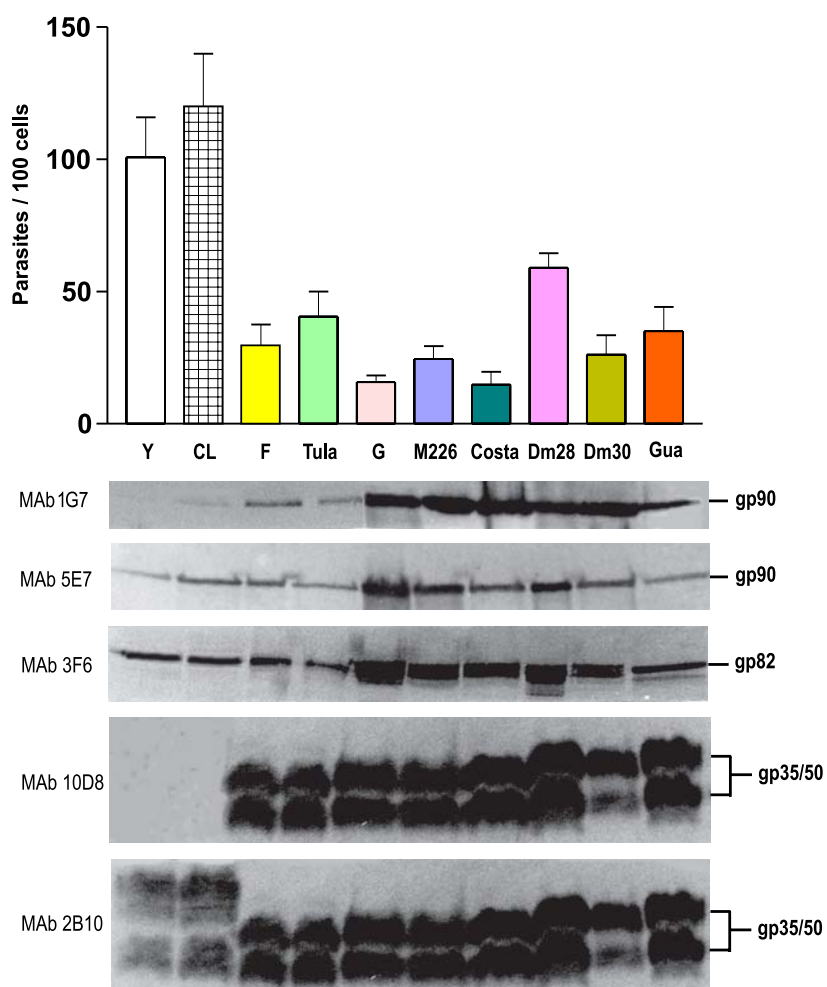 150
100
50
0
Parasites / 100 cells
Y CL F Tula G M226 Costa Dm28 Dm30 Gua
MAb 1G7 gp90
MAb 5E7 gp90
MAb 3F6 gp82
MAb 10D8 gp35/50
MAb 2B10 gp35/50